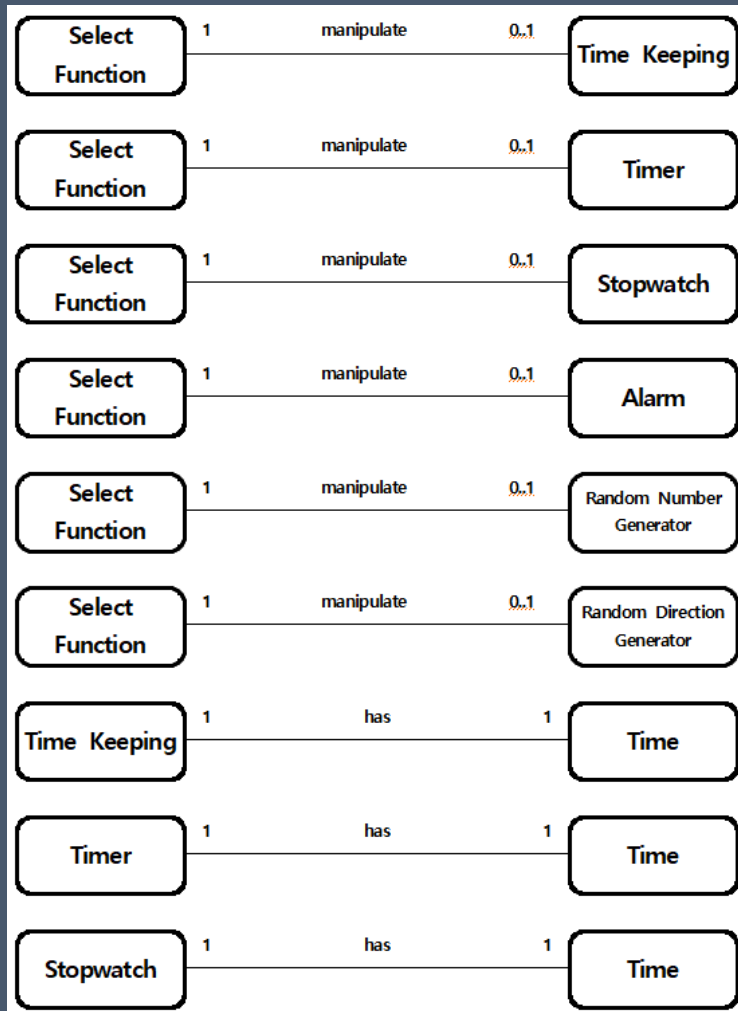 Select
Function
1 manipulate 0..1
Time Keeping
Select
Function
1 manipulate 0..1
Timer
Select
Function
1 manipulate 0..1
Stopwatch
Select
Function
1 manipulate 0..1
Alarm
Select
Function
1 manipulate 0..1
Random Number
Generator
Select
Function
1 manipulate 0..1
Random Direction
Generator
Time Keeping
1 has 1
Time
Timer
1 has 1
Time
Stopwatch
1 has 1
Time